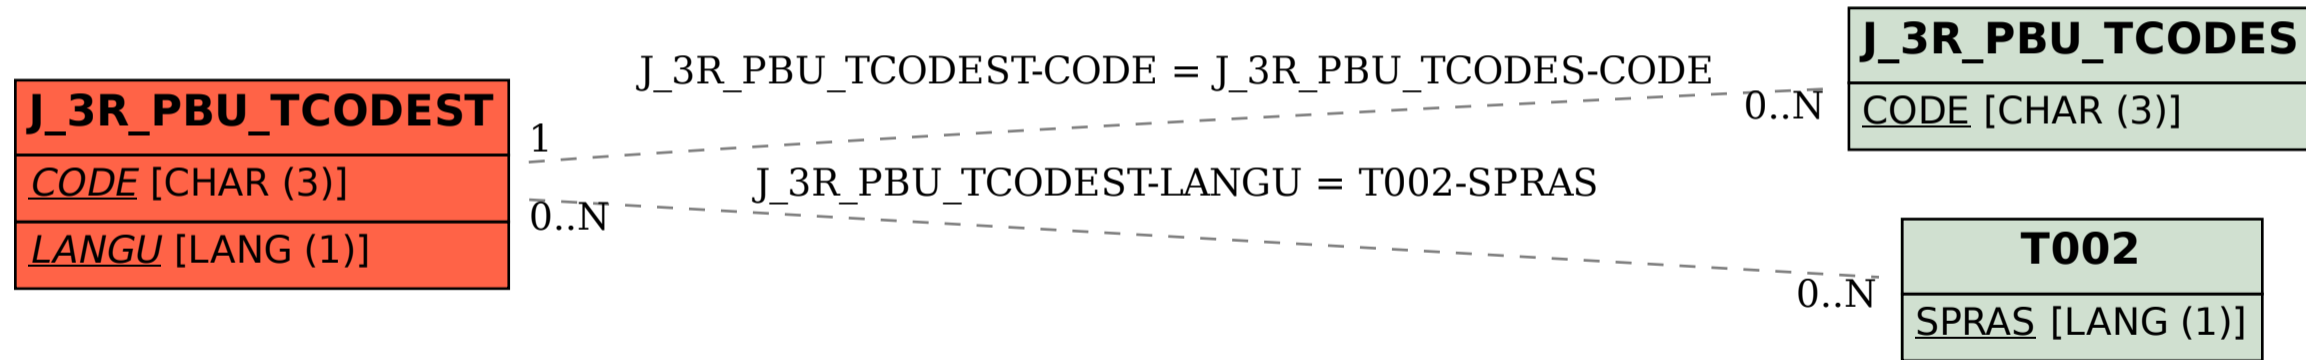 J_3R_PBU_TCODEST
CODE [CHAR (3)]
LANGU [LANG (1)]
J_3R_PBU_TCODEST-CODE = J_3R_PBU_TCODES-CODE
1
0..N
J_3R_PBU_TCODEST-LANGU = T002-SPRAS
0..N
0..N
J_3R_PBU_TCODES
CODE [CHAR (3)]
T002
SPRAS [LANG (1)]